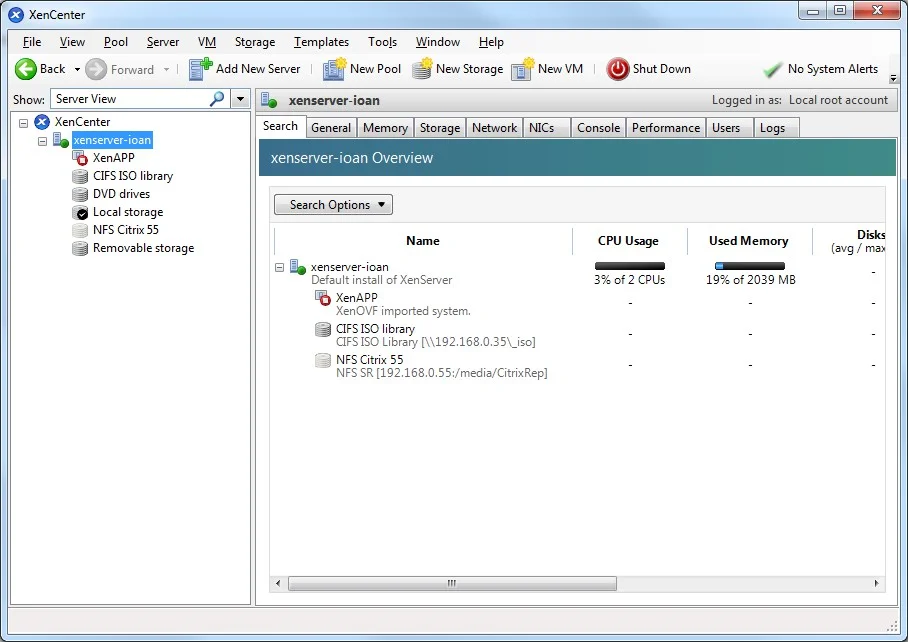 XenCenter
File View Pool Server VM Storage Templates Tools Window Help
Back Forward Add New Server New Pool New Storage New VM Shut Down No System Alerts
Show: Server View
xenserver-ioan Logged in as: Local root account
XenCenter
xenserver-ioan
XenAPP
CIFS ISO library
DVD drives
Local storage
NFS Citrix 55
Removable storage
Search General Memory Storage Network NICs Console Performance Users Logs
xenserver-ioan Overview
Search Options
Name CPU Usage Used Memory Disks
(avg / max
xenserver-ioan
Default install of XenServer
3% of 2 CPUs 19% of 2039 MB -
XenAPP
XenOVF imported system.
- - -
CIFS ISO library
CIFS ISO Library [\\192.168.0.35\_iso]
- - -
NFS Citrix 55
NFS SR [192.168.0.55:/media/CitrixRep]
- - -